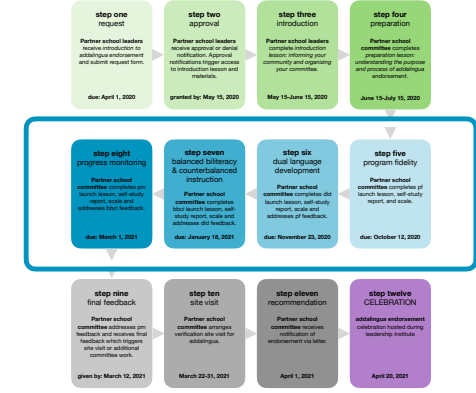 step one
request
Partner school leaders
receive introduction to
addalingua endorsement
and submit request form.
due: April 1, 2020
step two
approval
Partner school leaders
receive approval or denial
notification. Approval
notifications trigger access
to introduction lesson and
materials.
granted by: May 15, 2020
step three
introduction
Partner school leaders
complete introduction
lesson: informing your
community and organizing
your committee.
May 15-June 15, 2020
step four
preparation
Partner school
committee completes
preparation lesson:
understanding the purpose
and process of addalingua
endorsement.
June 15-July 15, 2020
step five
program fidelity
Partner school
committee completes pf
launch lesson, self-study
report, and scale.
due: October 12, 2020
step six
dual language
development
Partner school
committee completes dld
launch lesson, self-study
report, scale and
addresses pf feedback.
due: November 23, 2020
step seven
balanced biliteracy
& counterbalanced
instruction
Partner school
committee completes
bbci launch lesson, self-
study report, scale and
addresses dld feedback.
due: January 18, 2021
step eight
progress monitoring
Partner school
committee completes pm
launch lesson, self-study
report, scale and
addresses bbci feedback.
due: March 1, 2021
step nine
final feedback
Partner school
committee addresses pm
feedback and receives final
feedback which triggers
site visit or additional
committee work.
given by: March 12, 2021
step ten
site visit
Partner school
committee arranges
verification site visit for
addalingua.
March 22-31, 2021
step eleven
recommendation
Partner school
committee receives
notification of
endorsement via letter.
April 1, 2021
step twelve
CELEBRATION
addalingua endorsement
celebration hosted during
leadership institute
April 20, 2021